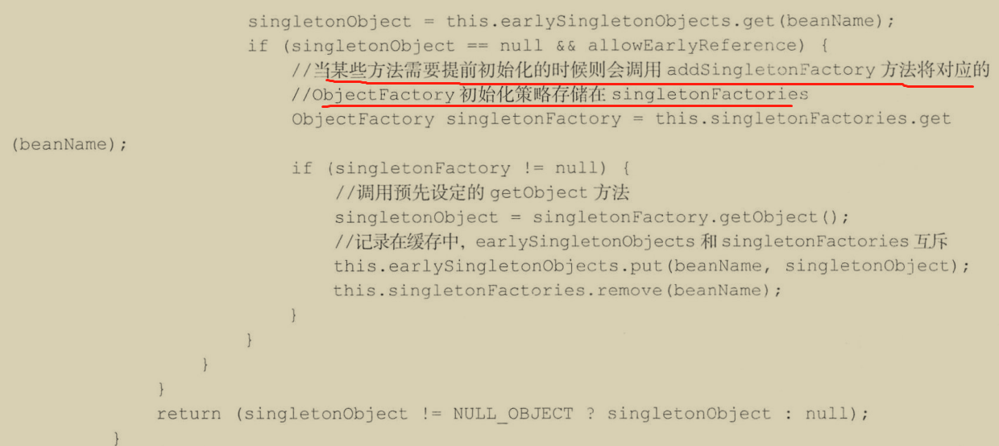 singletonObject = this.earlySingletonObjects.get(beanName);
if (singletonObject == null && allowEarlyReference) {
//当某些方法需要提前初始化的时候则会调用 addSingletonFactory 方法将对应的
//ObjectFactory 初始化策略存储在 singletonFactories
ObjectFactory singletonFactory = this.singletonFactories.get
(beanName);
if (singletonFactory != null) {
//调用预先设定的 getObject 方法
singletonObject = singletonFactory.getObject();
//记录在缓存中，earlySingletonObjects 和 singletonFactories 互斥
this.earlySingletonObjects.put(beanName, singletonObject);
this.singletonFactories.remove(beanName);
}
}
}
}
return (singletonObject != NULL_OBJECT ? singletonObject : null);
}